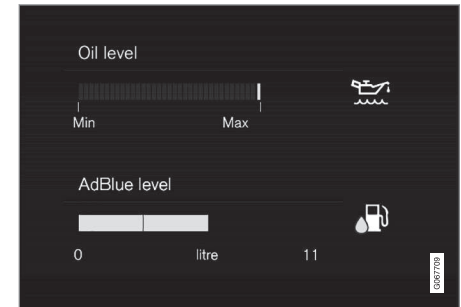 Oil level
Min Max
AdBlue level
0 litre 11
G067709